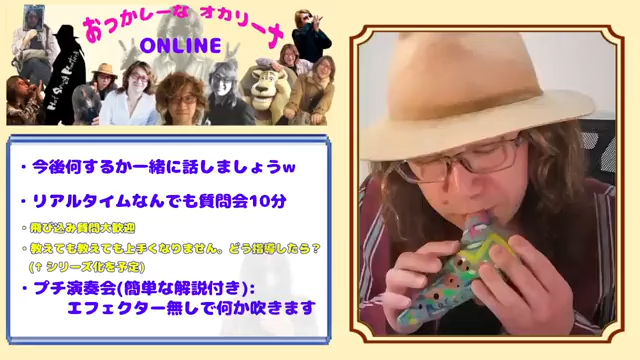 おっかしーな オカリーナ
ONLINE
・今後何するか一緒に話しましょうw
・リアルタイムなんでも質問会10分
・飛び込み質問大歓迎
・教えても教えても上手くなりません。どう指導したら？
(↑シリーズ化を予定)
・プチ演奏会(簡単な解説付き):
エフェクター無しで何か吹きます